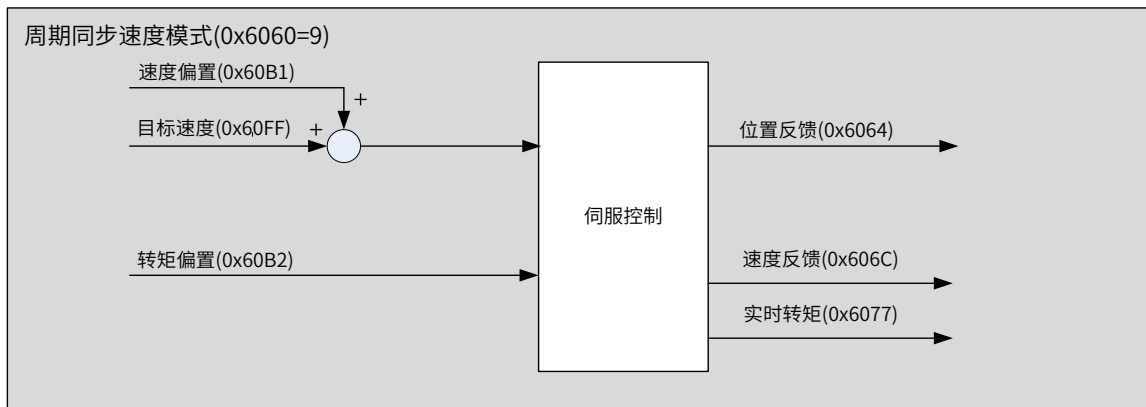 周期同步速度模式(0x6060=9)
速度偏置(0x60B1)
+
目标速度(0x60FF)
+
位置反馈(0x6064)
伺服控制
转矩偏置(0x60B2)
速度反馈(0x606C)
实时转矩(0x6077)